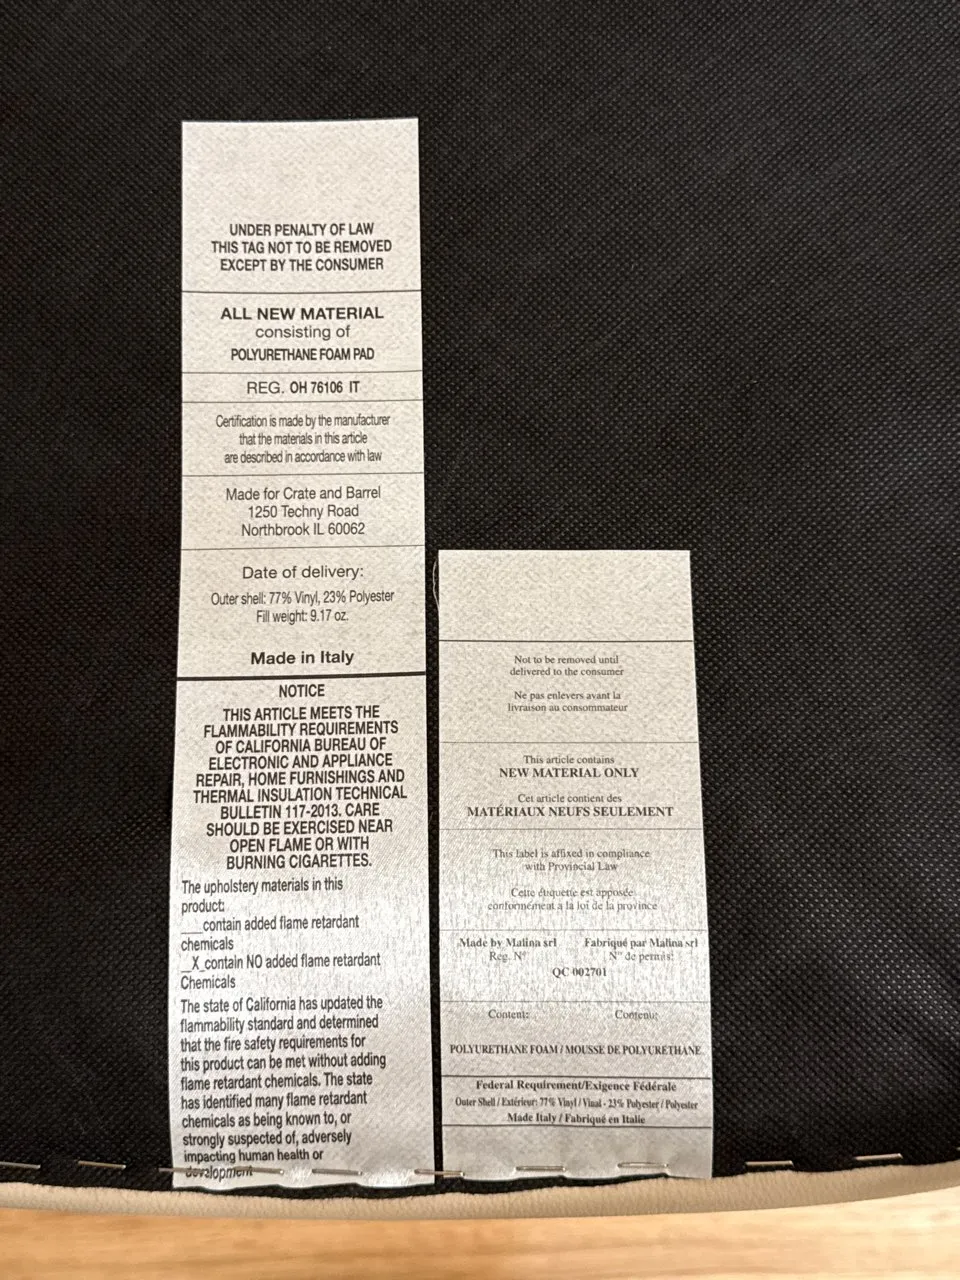 UNDER PENALTY OF LAW
THIS TAG NOT TO BE REMOVED
EXCEPT BY THE CONSUMER
ALL NEW MATERIAL
consisting of
POLYURETHANE FOAM PAD
REG. OH 76106 IT
Certification is made by the manufacturer
that the materials in this article
are described in accordance with law
Made for Crate and Barrel
1250 Techny Road
Northbrook IL 60062
Date of delivery:
Outer shell: 77% Vinyl, 23% Polyester
Fill weight: 9.17 oz.
Made in Italy
NOTICE
THIS ARTICLE MEETS THE
FLAMMABILITY REQUIREMENTS
OF CALIFORNIA BUREAU OF
ELECTRONIC AND APPLIANCE
REPAIR, HOME FURNISHINGS AND
THERMAL INSULATION TECHNICAL
BULLETIN 117-2013. CARE
SHOULD BE EXERCISED NEAR
OPEN FLAME OR WITH
BURNING CIGARETTES.
The upholstery materials in this
product:
___contain added flame retardant
chemicals
_X_contain NO added flame retardant
Chemicals
The state of California has updated the
flammability standard and determined
that the fire safety requirements for
this product can be met without adding
flame retardant chemicals. The state
has identified many flame retardant
chemicals as being known to, or
strongly suspected of, adversely
impacting human health or
development
Not to be removed until
delivered to the consumer
Ne pas enlevers avant la
livraison au consommateur
This article contains
NEW MATERIAL ONLY
Cet article contient des
MATÉRIAUX NEUFS SEULEMENT
This label is affixed in compliance
with Provincial Law
Cette étiquette est apposée
conformément a la loi de la province
Made by Malina srl Fabriqué par Malina srl
Reg. N° N° de permis:
QC 002701
Content: Contenu:
POLYURETHANE FOAM / MOUSSE DE POLYURETHANE
Federal Requirement/Exigence Fédérale
Outer Shell / Extérieur: 77% Vinyl / Vinal - 23% Polyester / Polyester
Made Italy / Fabriqué en Italie